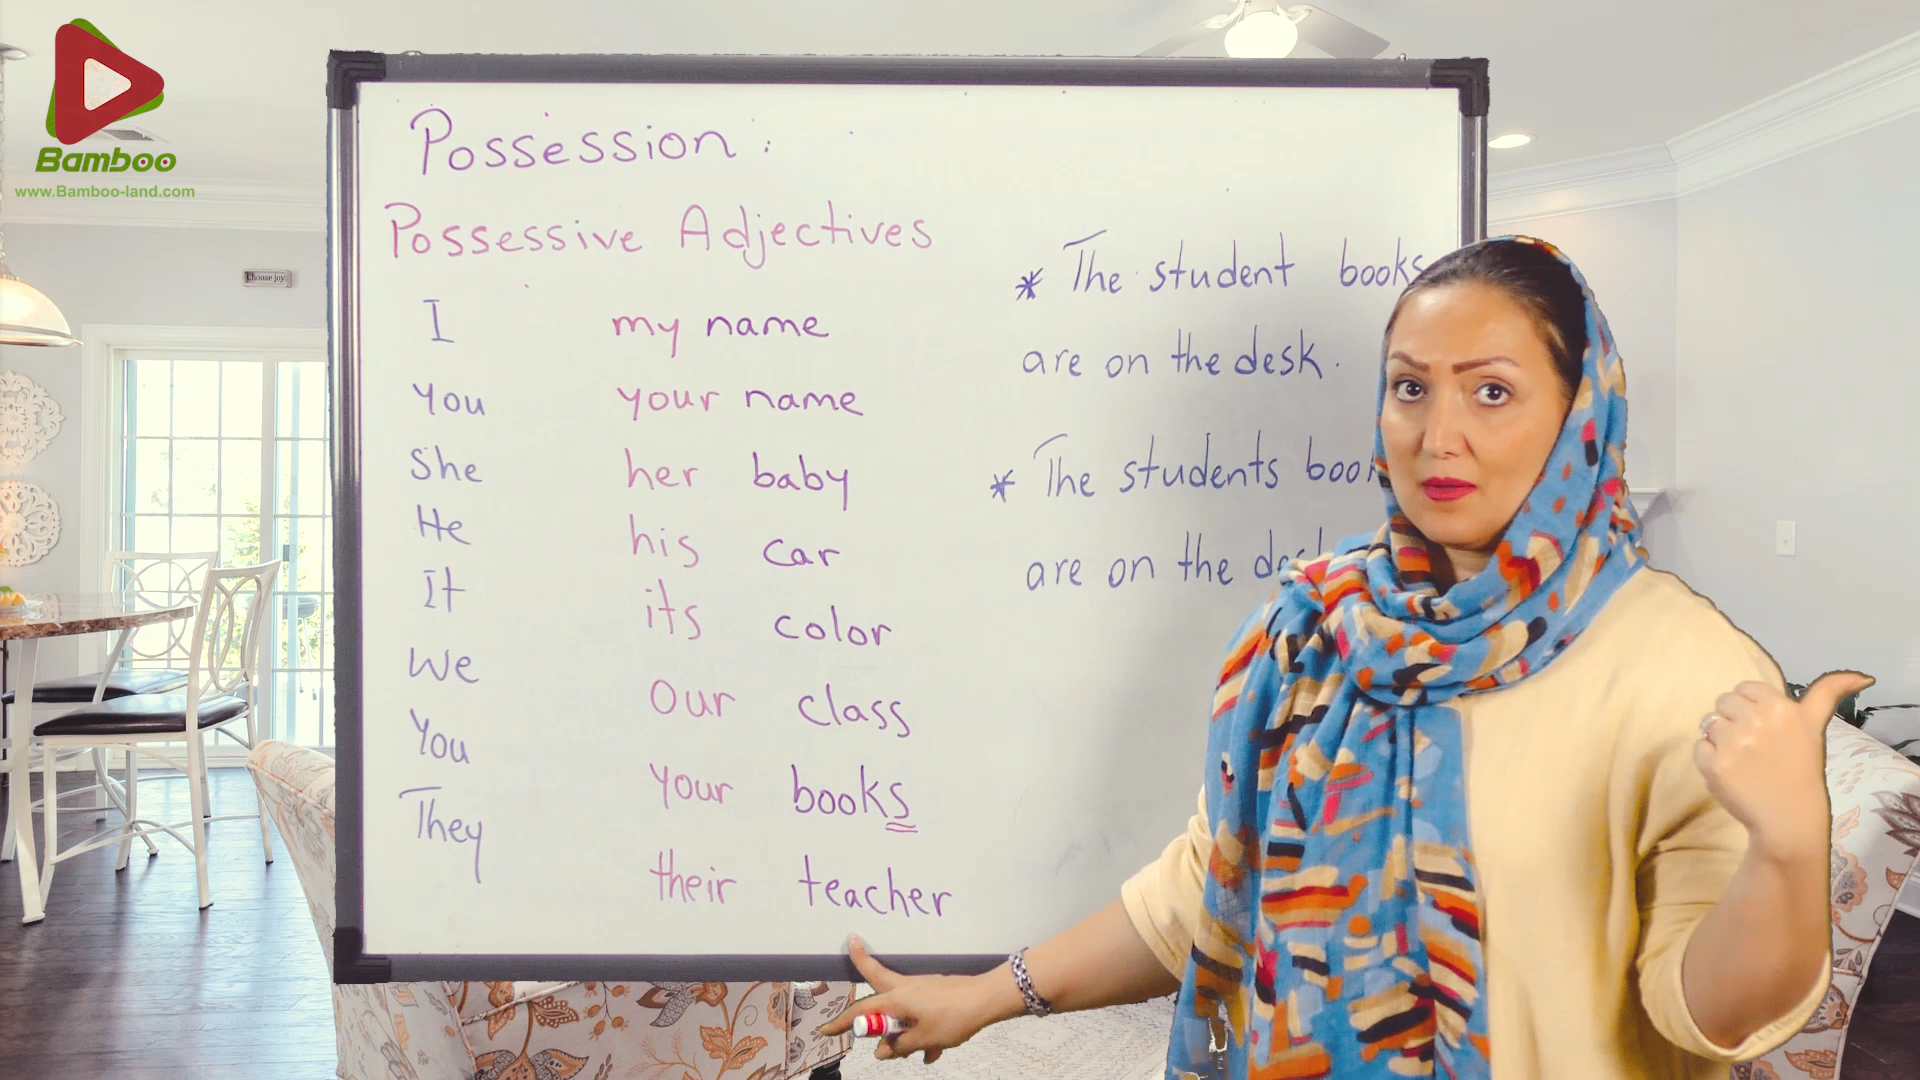 Bamboo
www.Bamboo-land.com
Choose joy
Possession:
Possessive Adjectives
I my name
You your name
She her baby
He his car
It its color
We our class
You your books
They their teacher
* The student books
are on the desk.
* The students
are on the